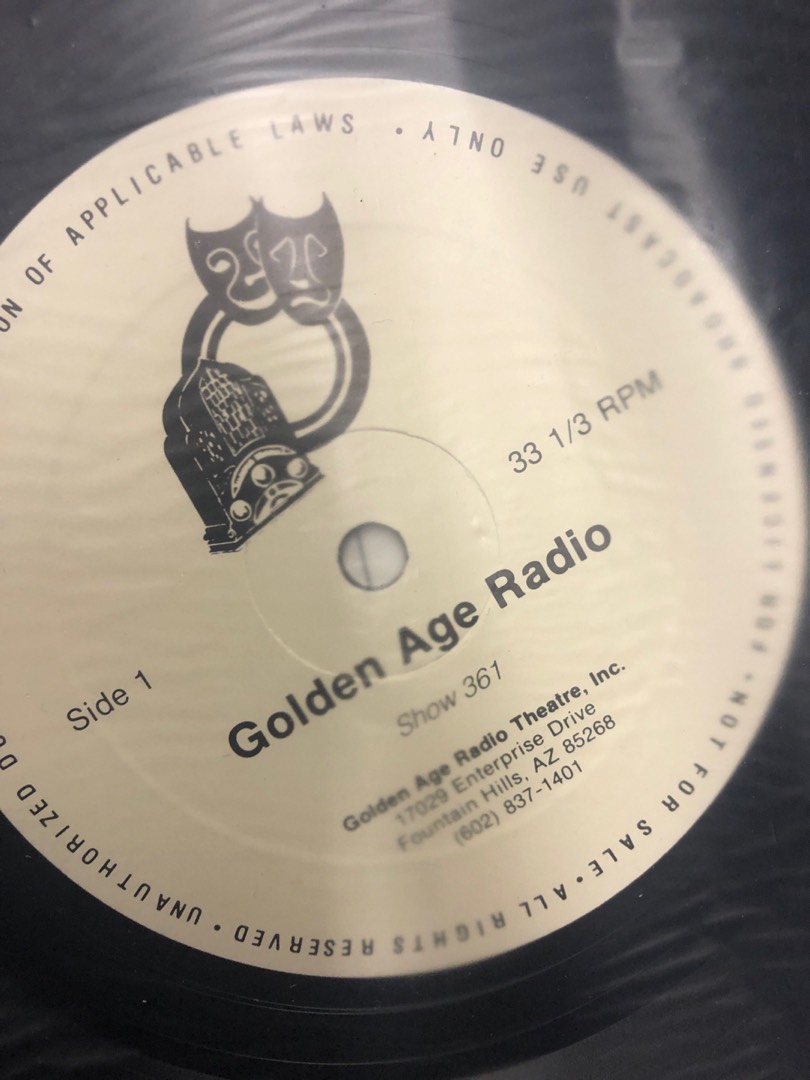 33 1/3 RPM
Side 1
Golden Age Radio
Show 361
Golden Age Radio Theatre, Inc.
17029 Enterprise Drive
Fountain Hills, AZ 85268
(602) 837-1401
FOR LICENSED BROADCAST USE ONLY •
• NOT FOR SALE • ALL RIGHTS RESERVED • UNAUTHORIZED
OF APPLICABLE LAWS